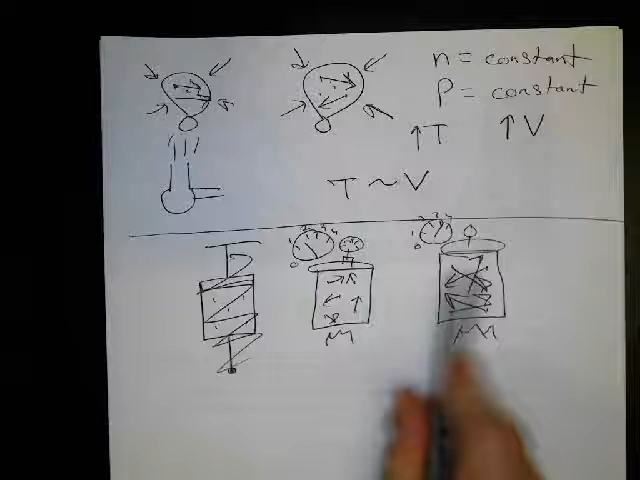 n = constant
P = constant
↑T ↑V
T ~ V